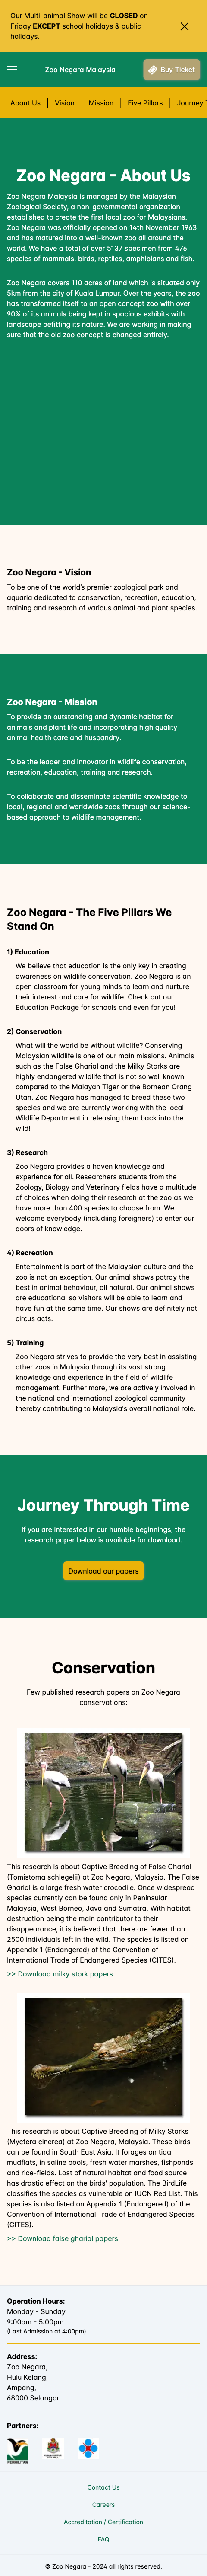 Our Multi-animal Show will be CLOSED on
Friday EXCEPT school holidays & public
holidays.
Zoo Negara Malaysia
Buy Ticket
About Us
Vision
Mission
Five Pillars
Journey
Zoo Negara - About Us
Zoo Negara Malaysia is managed by the Malaysian
Zoological Society, a non-governmental organization
established to create the first local zoo for Malaysians.
Zoo Negara was officially opened on 14th November 1963
and has matured into a well-known zoo all around the
world. We have a total of over 5137 specimen from 476
species of mammals, birds, reptiles, amphibians and fish.
Zoo Negara covers 110 acres of land which is situated only
5km from the city of Kuala Lumpur. Over the years, the zoo
has transformed itself to an open concept zoo with over
90% of its animals being kept in spacious exhibits with
landscape befitting its nature. We are working in making
sure that the old zoo concept is changed entirely.
Zoo Negara - Vision
To be one of the world's premier zoological park and
aquaria dedicated to conservation, recreation, education,
training and research of various animal and plant species.
Zoo Negara - Mission
To provide an outstanding and dynamic habitat for
animals and plant life and incorporating high quality
animal health care and husbandry.
To be the leader and innovator in wildlife conservation,
recreation, education, training and research.
To collaborate and disseminate scientific knowledge to
local, regional and worldwide zoos through our science-
based approach to wildlife management.
Zoo Negara - The Five Pillars We
Stand On
1) Education
We believe that education is the only key in creating
awareness on wildlife conservation. Zoo Negara is an
open classroom for young minds to learn and nurture
their interest and care for wildlife. Check out our
Education Package for schools and even for you!
2) Conservation
What will the world be without wildlife? Conserving
Malaysian wildlife is one of our main missions. Animals
such as the False Gharial and the Milky Storks are
highly endangered wildlife that is not so well known
compared to the Malayan Tiger or the Bornean Orang
Utan. Zoo Negara has managed to breed these two
species and we are currently working with the local
Wildlife Department in releasing them back into the
wild!
3) Research
Zoo Negara provides a haven knowledge and
experience for all. Researchers students from the
Zoology, Biology and Veterinary fields have a multitude
of choices when doing their research at the zoo as we
have more than 400 species to choose from. We
welcome everybody (including foreigners) to enter our
doors of knowledge.
4) Recreation
Entertainment is part of the Malaysian culture and the
zoo is not an exception. Our animal shows potray the
best in animal behaviour, all natural. Our animal shows
are educational so visitors will be able to learn and
have fun at the same time. Our shows are definitely not
circus acts.
5) Training
Zoo Negara strives to provide the very best in assisting
other zoos in Malaysia through its vast strong
knowledge and experience in the field of wildlife
management. Further more, we are actively involved in
the national and international zoological community
thereby contributing to Malaysia's overall national role.
Journey Through Time
If you are interested in our humble beginnings, the
research paper below is available for download.
Download our papers
Conservation
Few published research papers on Zoo Negara
conservations:
This research is about Captive Breeding of False Gharial
(Tomistoma schlegelii) at Zoo Negara, Malaysia. The False
Gharial is a large fresh water crocodile. Once widespread
species currently can be found only in Peninsular
Malaysia, West Borneo, Java and Sumatra. With habitat
destruction being the main contributor to their
disappearance, it is believed that there are fewer than
2500 individuals left in the wild. The species is listed on
Appendix 1 (Endangered) of the Convention of
International Trade of Endangered Species (CITES).
>> Download milky stork papers
This research is about Captive Breeding of Milky Storks
(Myctera cinerea) at Zoo Negara, Malaysia. These birds
can be found in South East Asia. It forages on tidal
mudflats, in saline pools, fresh water marshes, fishponds
and rice-fields. Lost of natural habitat and food source
has drastic effect on the birds' population. The BirdLife
classifies the species as vulnerable on IUCN Red List. This
species is also listed on Appendix 1 (Endangered) of the
Convention of International Trade of Endangered Species
(CITES).
>> Download false gharial papers
Operation Hours:
Monday - Sunday
9:00am - 5:00pm
(Last Admission at 4:00pm)
Address:
Zoo Negara,
Hulu Kelang,
Ampang,
68000 Selangor.
Partners:
PERHILITAN
Contact Us
Careers
Accreditation / Certification
FAQ
© Zoo Negara - 2024 all rights reserved.